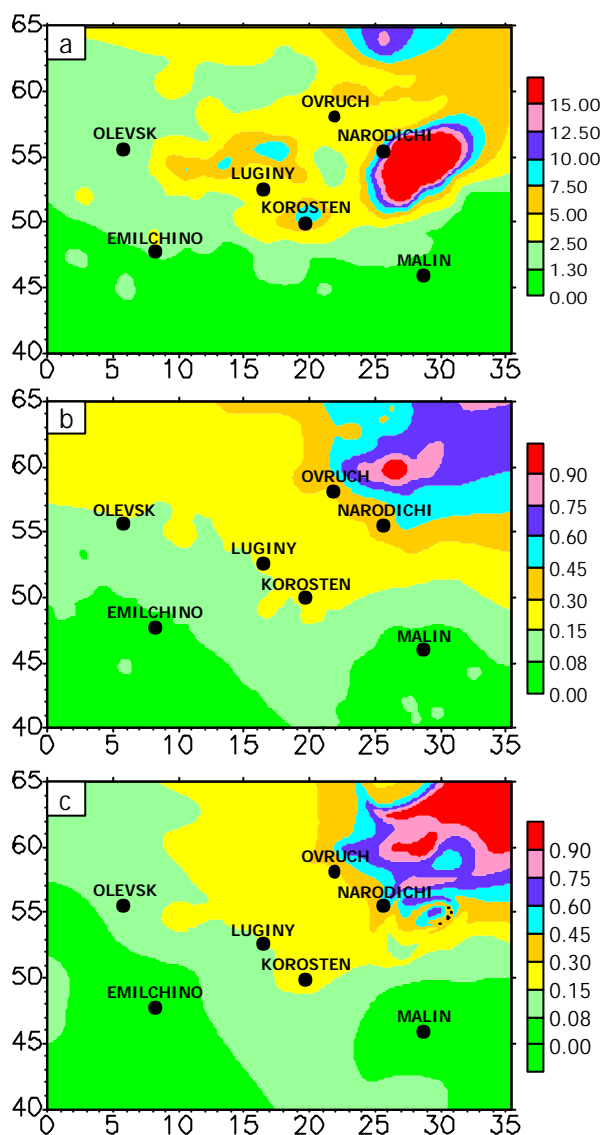 65
a
60
OVRUCH
15.00
OLEVSK
NARODICHI
12.50
55
10.00
LUGINY
7.50
KOROSTEN
50
5.00
EMILCHINO
2.50
MALIN
1.30
45
0.00
40
0 5 10 15 20 25 30 35
65
b
60
OVRUCH
0.90
OLEVSK
NARODICHI
0.75
55
0.60
LUGINY
0.45
KOROSTEN
50
0.30
EMILCHINO
0.15
MALIN
0.08
45
0.00
40
0 5 10 15 20 25 30 35
65
c
60
OVRUCH
0.90
OLEVSK
NARODICHI
0.75
55
0.60
LUGINY
0.45
KOROSTEN
50
0.30
EMILCHINO
0.15
MALIN
0.08
45
0.00
40
0 5 10 15 20 25 30 35